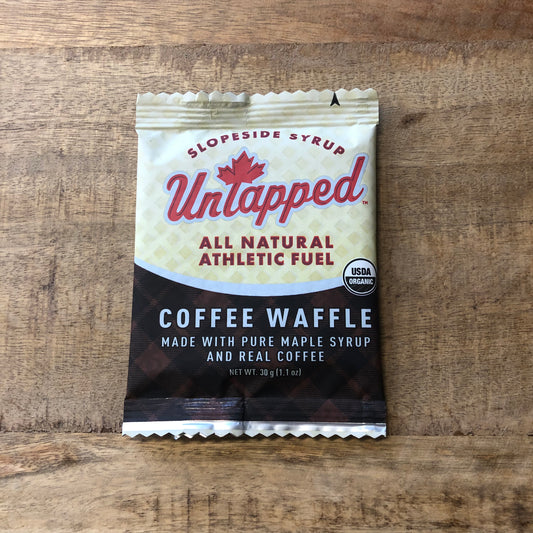 SLOPESIDE SYRUP
UnTapped™
ALL NATURAL
ATHLETIC FUEL
USDA
ORGANIC
COFFEE WAFFLE
MADE WITH PURE MAPLE SYRUP
AND REAL COFFEE
NET WT. 30 g (1.1 oz)